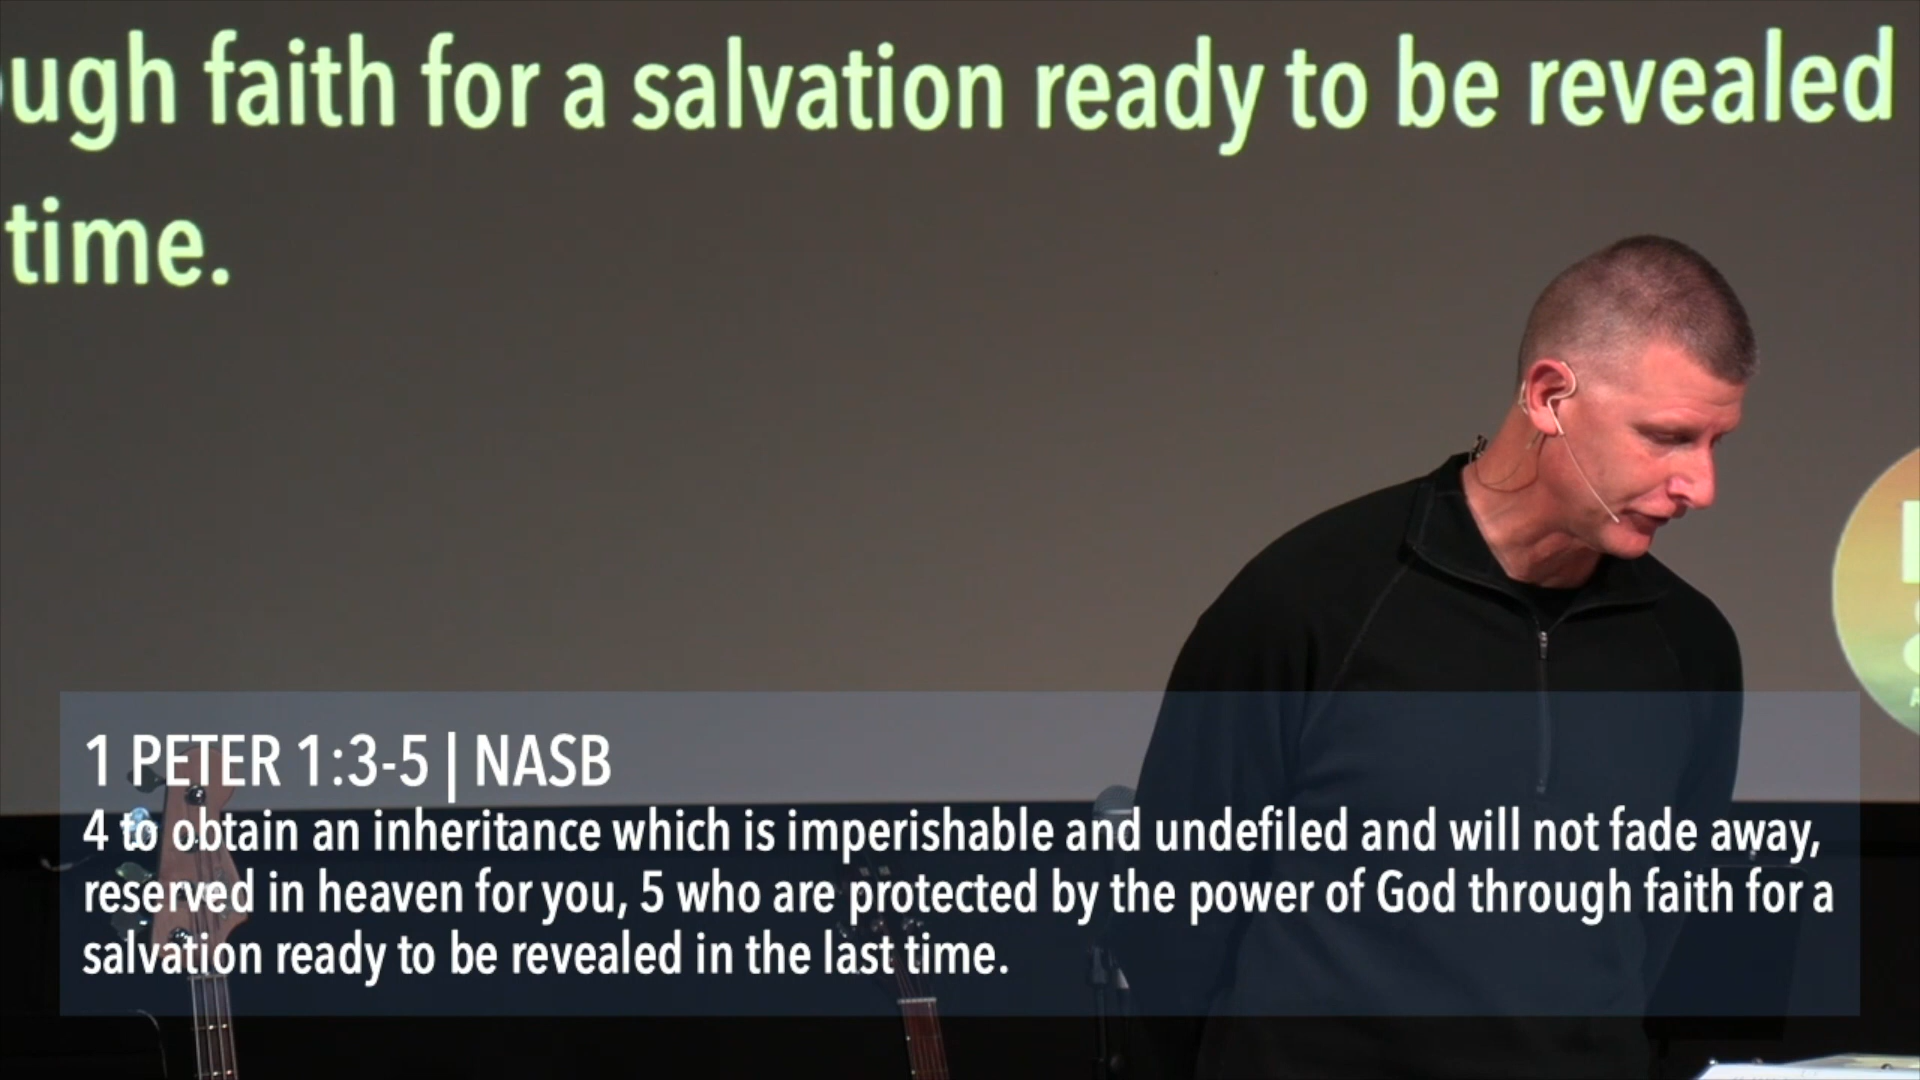 ugh faith for a salvation ready to be revealed
time.
1 PETER 1:3-5 | NASB
4 to obtain an inheritance which is imperishable and undefiled and will not fade away,
reserved in heaven for you, 5 who are protected by the power of God through faith for a
salvation ready to be revealed in the last time.